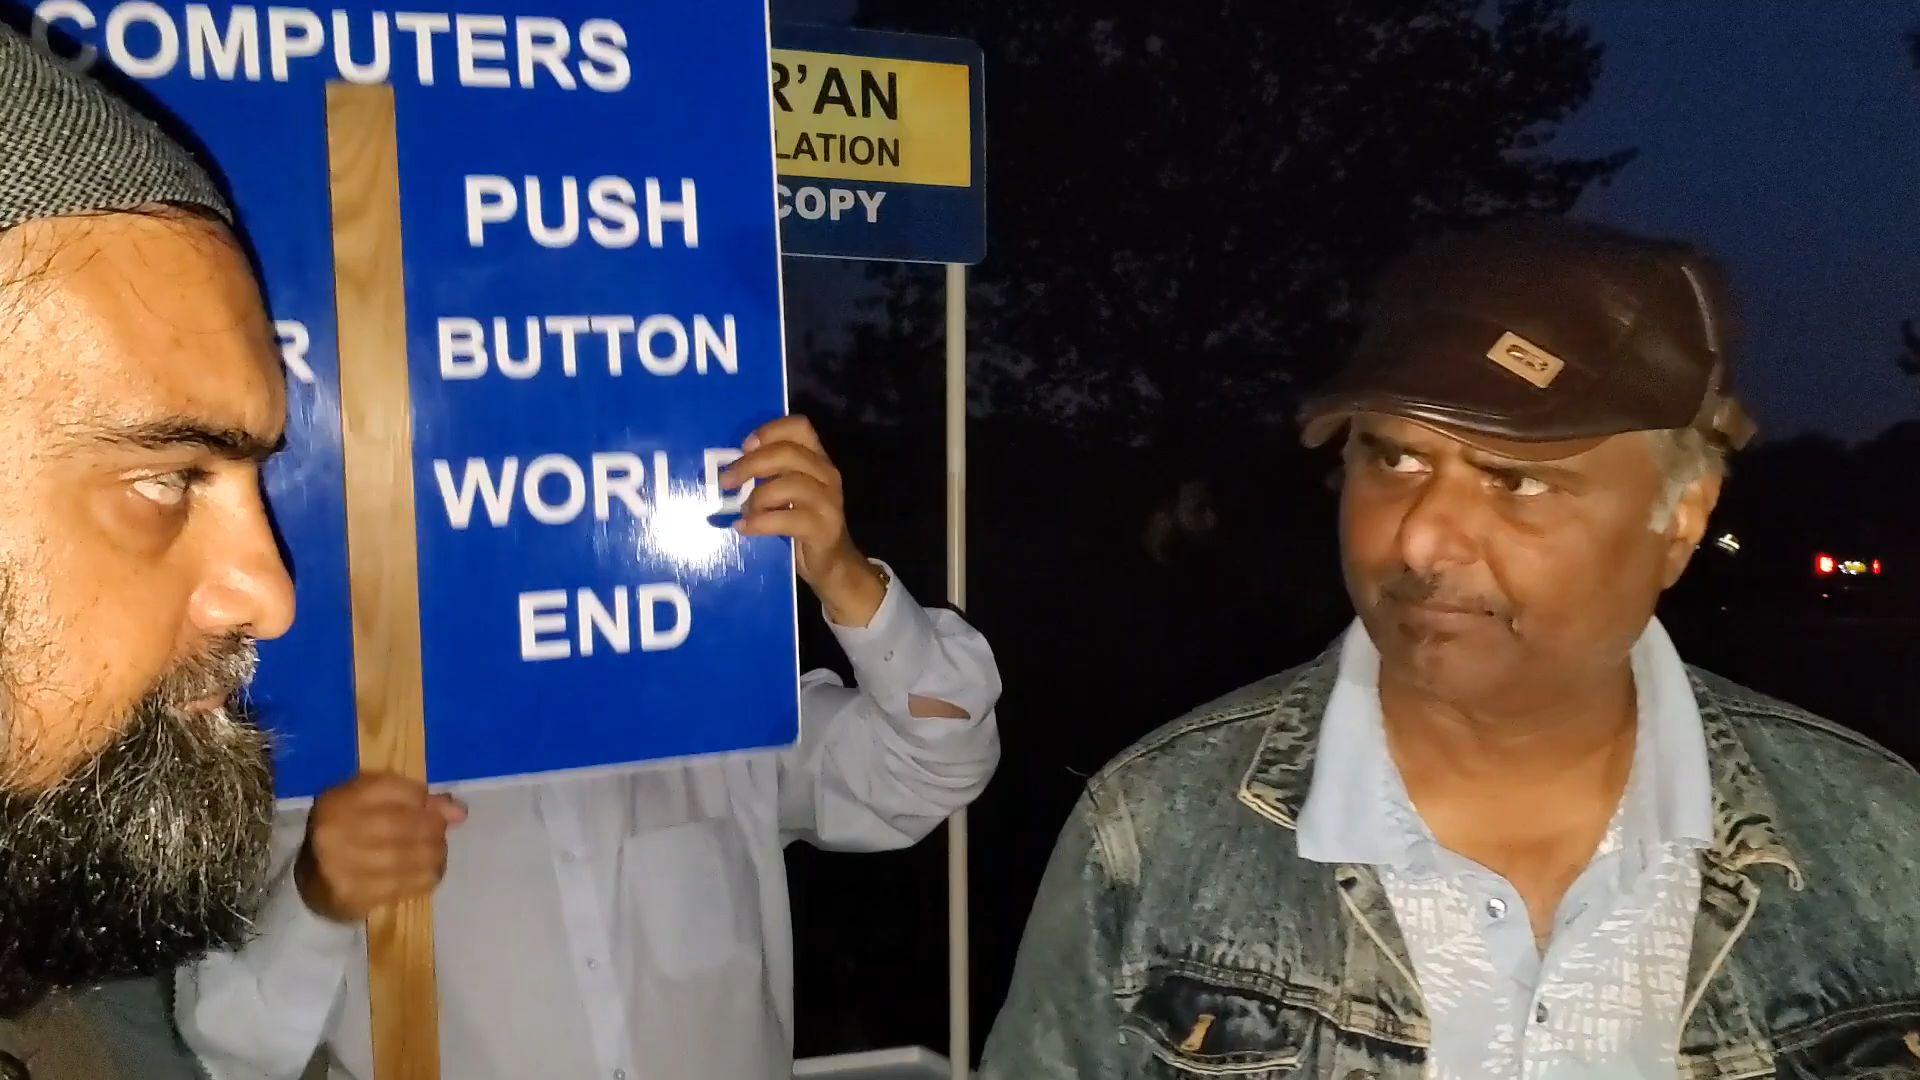 COMPUTERS
PUSH
R
BUTTON
WORLD
END
R'AN
LATION
COPY